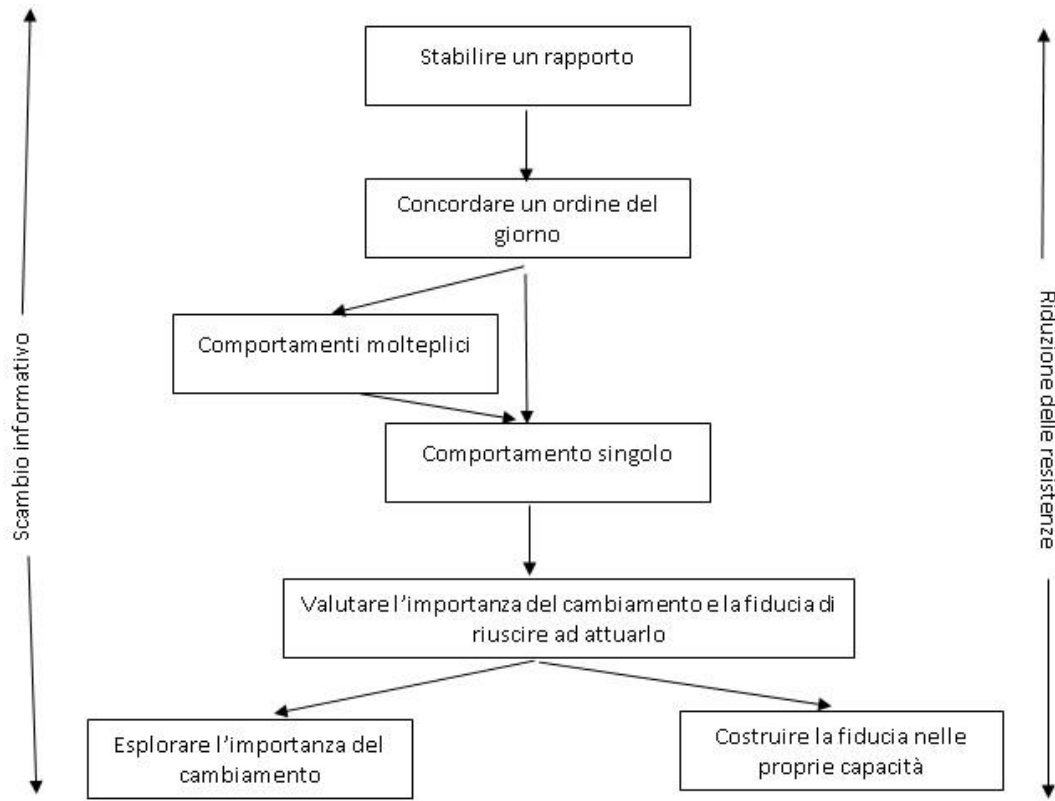 Stabilire un rapporto
Concordare un ordine del
giorno
Comportamenti molteplici
Comportamento singolo
Valutare l’importanza del cambiamento e la fiducia di
riuscire ad attuarlo
Esplorare l’importanza del
cambiamento
Costruire la fiducia nelle
proprie capacità
Scambio informativo
Riduzione delle resistenze